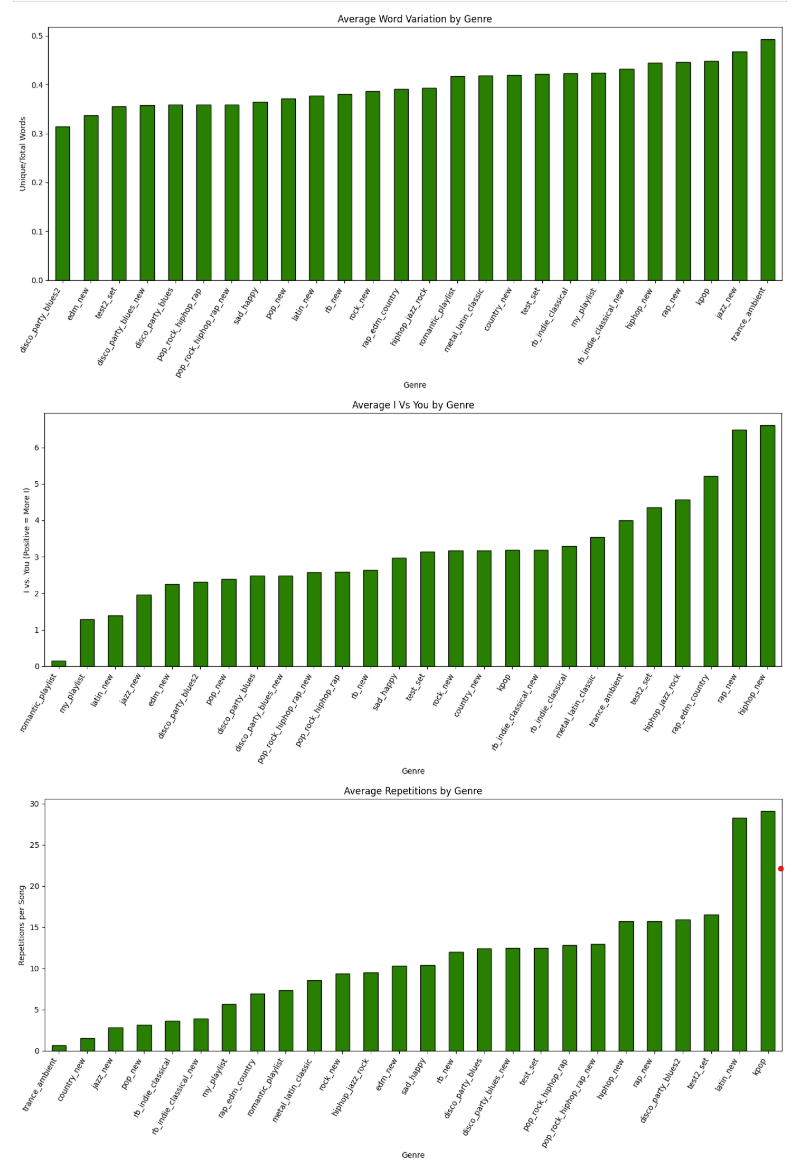 Average Word Variation by Genre
0.5
0.4
0.3
0.2
0.1
0.0
Unique/Total Words
disco_party_blues2
edm_new
test2_set
disco_party_blues_new
disco_party_blues
pop_rock_hiphop_rap
pop_rock_hiphop_rap_new
sad_happy
pop_new
latin_new
rb_new
rock_new
rap_edm_country
hiphop_jazz_rock
romantic_playlist
metal_latin_classic
country_new
test_set
rb_indie_classical
my_playlist
rb_indie_classical_new
hiphop_new
rap_new
kpop
jazz_new
trance_ambient
Genre
Average I Vs You by Genre
6
5
4
3
2
1
0
I vs. You (Positive = More I)
romantic_playlist
my_playlist
latin_new
jazz_new
edm_new
disco_party_blues2
pop_new
disco_party_blues
disco_party_blues_new
pop_rock_hiphop_rap_new
pop_rock_hiphop_rap
rb_new
sad_happy
test_set
rock_new
country_new
kpop
rb_indie_classical_new
rb_indie_classical
metal_latin_classic
trance_ambient
test2_set
hiphop_jazz_rock
rap_edm_country
rap_new
hiphop_new
Genre
Average Repetitions by Genre
30
25
20
15
10
5
0
Repetitions per Song
trance_ambient
country_new
jazz_new
pop_new
rb_indie_classical
rb_indie_classical_new
my_playlist
rap_edm_country
romantic_playlist
metal_latin_classic
rock_new
hiphop_jazz_rock
edm_new
sad_happy
rb_new
disco_party_blues
disco_party_blues_new
test_set
pop_rock_hiphop_rap
pop_rock_hiphop_rap_new
hiphop_new
rap_new
disco_party_blues2
test2_set
latin_new
kpop
Genre